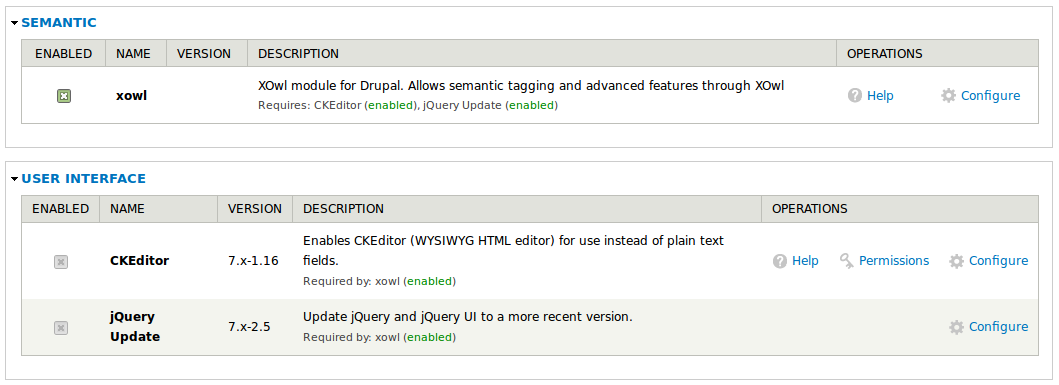 SEMANTIC
ENABLED NAME VERSION DESCRIPTION OPERATIONS
xowl XOwl module for Drupal. Allows semantic tagging and advanced features through XOwl Help Configure
Requires: CKEditor (enabled), jQuery Update (enabled)
USER INTERFACE
ENABLED NAME VERSION DESCRIPTION OPERATIONS
CKEditor 7.x-1.16 Enables CKEditor (WYSIWYG HTML editor) for use instead of plain text Help Permissions Configure
fields.
Required by: xowl (enabled)
jQuery 7.x-2.5 Update jQuery and jQuery UI to a more recent version. Configure
Update Required by: xowl (enabled)